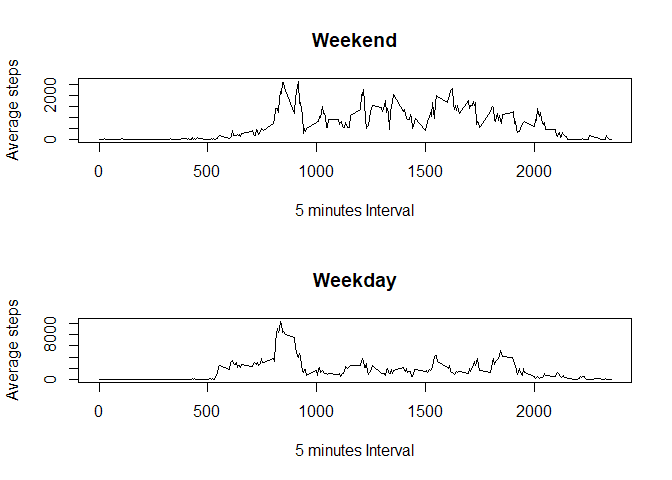 Weekend
Average steps
2000
0
0 500 1000 1500 2000
5 minutes Interval
Weekday
Average steps
8000
0
0 500 1000 1500 2000
5 minutes Interval